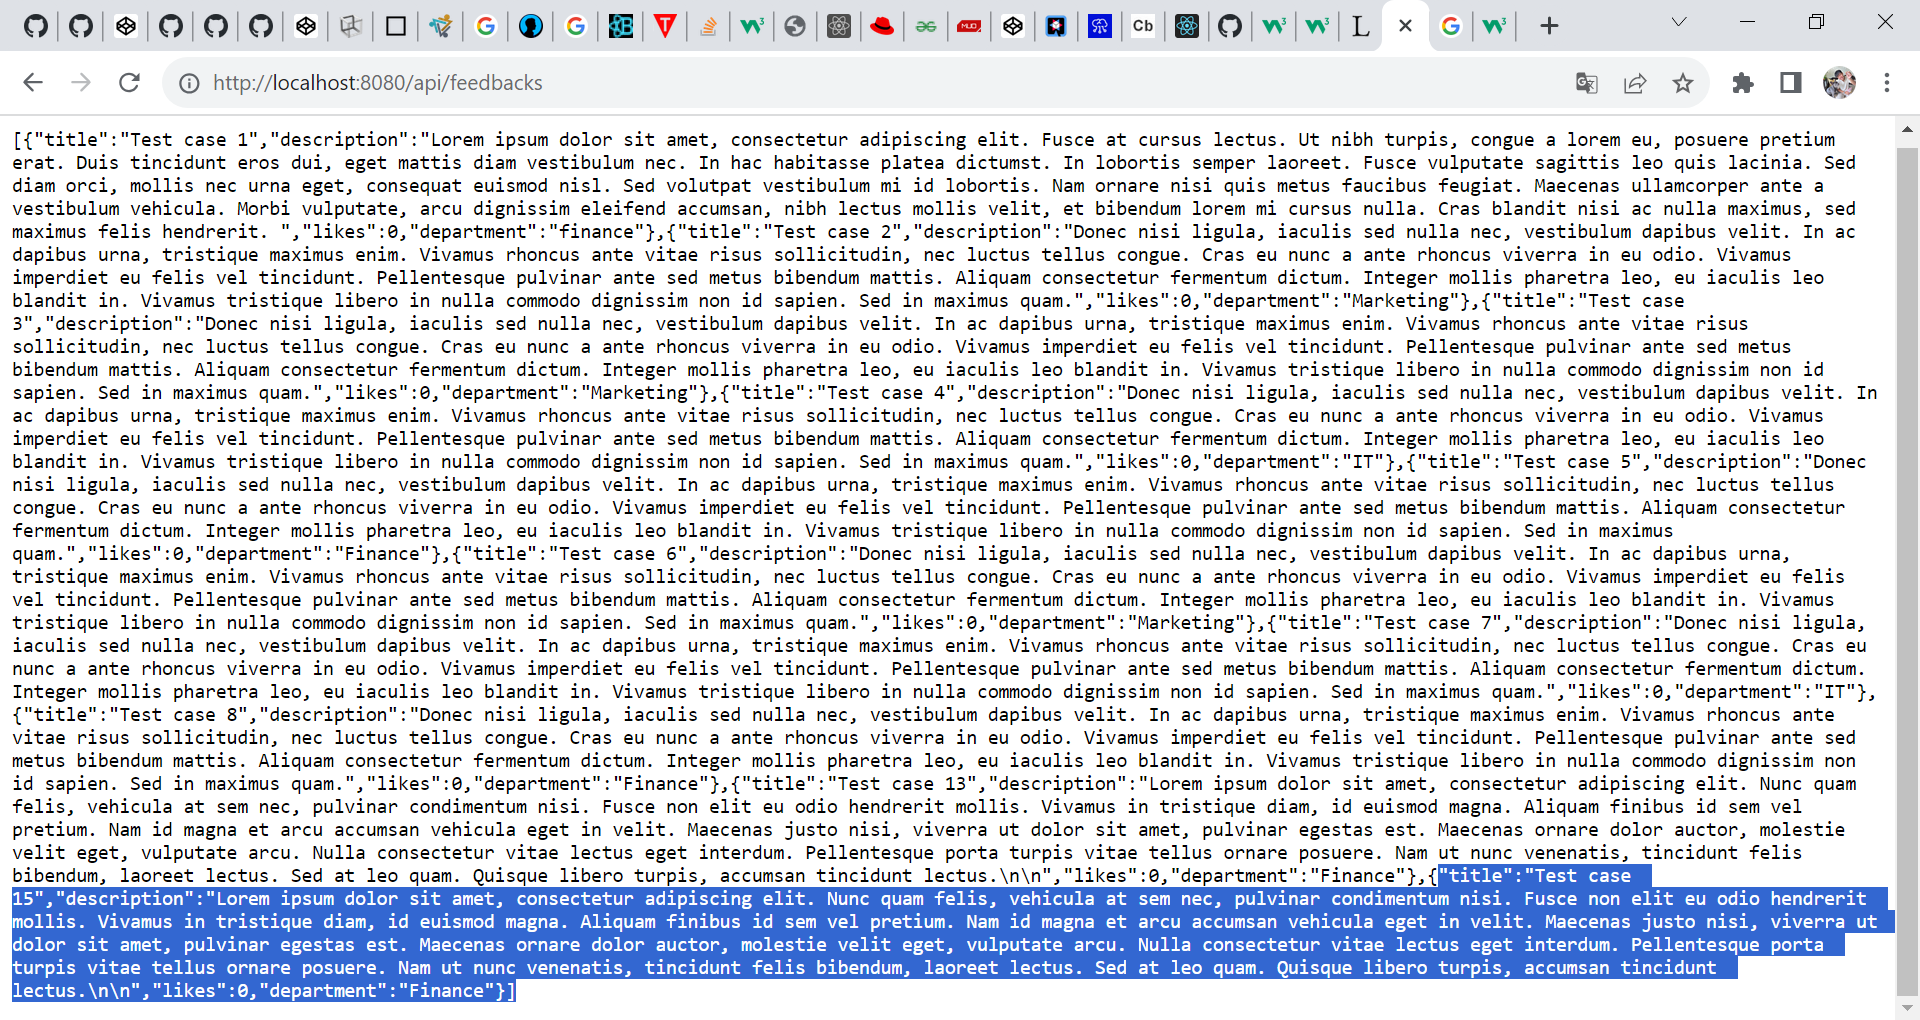 W3
MUD
W3
Cb
W3
W3
L
W3
http://localhost:8080/api/feedbacks
[{"title":"Test case 1","description":"Lorem ipsum dolor sit amet, consectetur adipiscing elit. Fusce at cursus lectus. Ut nibh turpis, congue a lorem eu, posuere pretium
erat. Duis tincidunt eros dui, eget mattis diam vestibulum nec. In hac habitasse platea dictumst. In lobortis semper laoreet. Fusce vulputate sagittis leo quis lacinia. Sed
diam orci, mollis nec urna eget, consequat euismod nisl. Sed volutpat vestibulum mi id lobortis. Nam ornare nisi quis metus faucibus feugiat. Maecenas ullamcorper ante a
vestibulum vehicula. Morbi vulputate, arcu dignissim eleifend accumsan, nibh lectus mollis velit, et bibendum lorem mi cursus nulla. Cras blandit nisi ac nulla maximus, sed
maximus felis hendrerit. ","likes":0,"department":"finance"},{"title":"Test case 2","description":"Donec nisi ligula, iaculis sed nulla nec, vestibulum dapibus velit. In ac
dapibus urna, tristique maximus enim. Vivamus rhoncus ante vitae risus sollicitudin, nec luctus tellus congue. Cras eu nunc a ante rhoncus viverra in eu odio. Vivamus
imperdiet eu felis vel tincidunt. Pellentesque pulvinar ante sed metus bibendum mattis. Aliquam consectetur fermentum dictum. Integer mollis pharetra leo, eu iaculis leo
blandit in. Vivamus tristique libero in nulla commodo dignissim non id sapien. Sed in maximus quam.","likes":0,"department":"Marketing"},{"title":"Test case
3","description":"Donec nisi ligula, iaculis sed nulla nec, vestibulum dapibus velit. In ac dapibus urna, tristique maximus enim. Vivamus rhoncus ante vitae risus
sollicitudin, nec luctus tellus congue. Cras eu nunc a ante rhoncus viverra in eu odio. Vivamus imperdiet eu felis vel tincidunt. Pellentesque pulvinar ante sed metus
bibendum mattis. Aliquam consectetur fermentum dictum. Integer mollis pharetra leo, eu iaculis leo blandit in. Vivamus tristique libero in nulla commodo dignissim non id
sapien. Sed in maximus quam.","likes":0,"department":"Marketing"},{"title":"Test case 4","description":"Donec nisi ligula, iaculis sed nulla nec, vestibulum dapibus velit. In
ac dapibus urna, tristique maximus enim. Vivamus rhoncus ante vitae risus sollicitudin, nec luctus tellus congue. Cras eu nunc a ante rhoncus viverra in eu odio. Vivamus
imperdiet eu felis vel tincidunt. Pellentesque pulvinar ante sed metus bibendum mattis. Aliquam consectetur fermentum dictum. Integer mollis pharetra leo, eu iaculis leo
blandit in. Vivamus tristique libero in nulla commodo dignissim non id sapien. Sed in maximus quam.","likes":0,"department":"IT"},{"title":"Test case 5","description":"Donec
nisi ligula, iaculis sed nulla nec, vestibulum dapibus velit. In ac dapibus urna, tristique maximus enim. Vivamus rhoncus ante vitae risus sollicitudin, nec luctus tellus
congue. Cras eu nunc a ante rhoncus viverra in eu odio. Vivamus imperdiet eu felis vel tincidunt. Pellentesque pulvinar ante sed metus bibendum mattis. Aliquam consectetur
fermentum dictum. Integer mollis pharetra leo, eu iaculis leo blandit in. Vivamus tristique libero in nulla commodo dignissim non id sapien. Sed in maximus
quam.","likes":0,"department":"Finance"},{"title":"Test case 6","description":"Donec nisi ligula, iaculis sed nulla nec, vestibulum dapibus velit. In ac dapibus urna,
tristique maximus enim. Vivamus rhoncus ante vitae risus sollicitudin, nec luctus tellus congue. Cras eu nunc a ante rhoncus viverra in eu odio. Vivamus imperdiet eu felis
vel tincidunt. Pellentesque pulvinar ante sed metus bibendum mattis. Aliquam consectetur fermentum dictum. Integer mollis pharetra leo, eu iaculis leo blandit in. Vivamus
tristique libero in nulla commodo dignissim non id sapien. Sed in maximus quam.","likes":0,"department":"Marketing"},{"title":"Test case 7","description":"Donec nisi ligula,
iaculis sed nulla nec, vestibulum dapibus velit. In ac dapibus urna, tristique maximus enim. Vivamus rhoncus ante vitae risus sollicitudin, nec luctus tellus congue. Cras eu
nunc a ante rhoncus viverra in eu odio. Vivamus imperdiet eu felis vel tincidunt. Pellentesque pulvinar ante sed metus bibendum mattis. Aliquam consectetur fermentum dictum.
Integer mollis pharetra leo, eu iaculis leo blandit in. Vivamus tristique libero in nulla commodo dignissim non id sapien. Sed in maximus quam.","likes":0,"department":"IT"},
{"title":"Test case 8","description":"Donec nisi ligula, iaculis sed nulla nec, vestibulum dapibus velit. In ac dapibus urna, tristique maximus enim. Vivamus rhoncus ante
vitae risus sollicitudin, nec luctus tellus congue. Cras eu nunc a ante rhoncus viverra in eu odio. Vivamus imperdiet eu felis vel tincidunt. Pellentesque pulvinar ante sed
metus bibendum mattis. Aliquam consectetur fermentum dictum. Integer mollis pharetra leo, eu iaculis leo blandit in. Vivamus tristique libero in nulla commodo dignissim non
id sapien. Sed in maximus quam.","likes":0,"department":"Finance"},{"title":"Test case 13","description":"Lorem ipsum dolor sit amet, consectetur adipiscing elit. Nunc quam
felis, vehicula at sem nec, pulvinar condimentum nisi. Fusce non elit eu odio hendrerit mollis. Vivamus in tristique diam, id euismod magna. Aliquam finibus id sem vel
pretium. Nam id magna et arcu accumsan vehicula eget in velit. Maecenas justo nisi, viverra ut dolor sit amet, pulvinar egestas est. Maecenas ornare dolor auctor, molestie
velit eget, vulputate arcu. Nulla consectetur vitae lectus eget interdum. Pellentesque porta turpis vitae tellus ornare posuere. Nam ut nunc venenatis, tincidunt felis
bibendum, laoreet lectus. Sed at leo quam. Quisque libero turpis, accumsan tincidunt lectus.\n\n","likes":0,"department":"Finance"},{"title":"Test case
15","description":"Lorem ipsum dolor sit amet, consectetur adipiscing elit. Nunc quam felis, vehicula at sem nec, pulvinar condimentum nisi. Fusce non elit eu odio hendrerit
mollis. Vivamus in tristique diam, id euismod magna. Aliquam finibus id sem vel pretium. Nam id magna et arcu accumsan vehicula eget in velit. Maecenas justo nisi, viverra ut
dolor sit amet, pulvinar egestas est. Maecenas ornare dolor auctor, molestie velit eget, vulputate arcu. Nulla consectetur vitae lectus eget interdum. Pellentesque porta
turpis vitae tellus ornare posuere. Nam ut nunc venenatis, tincidunt felis bibendum, laoreet lectus. Sed at leo quam. Quisque libero turpis, accumsan tincidunt
lectus.\n\n","likes":0,"department":"Finance"}]